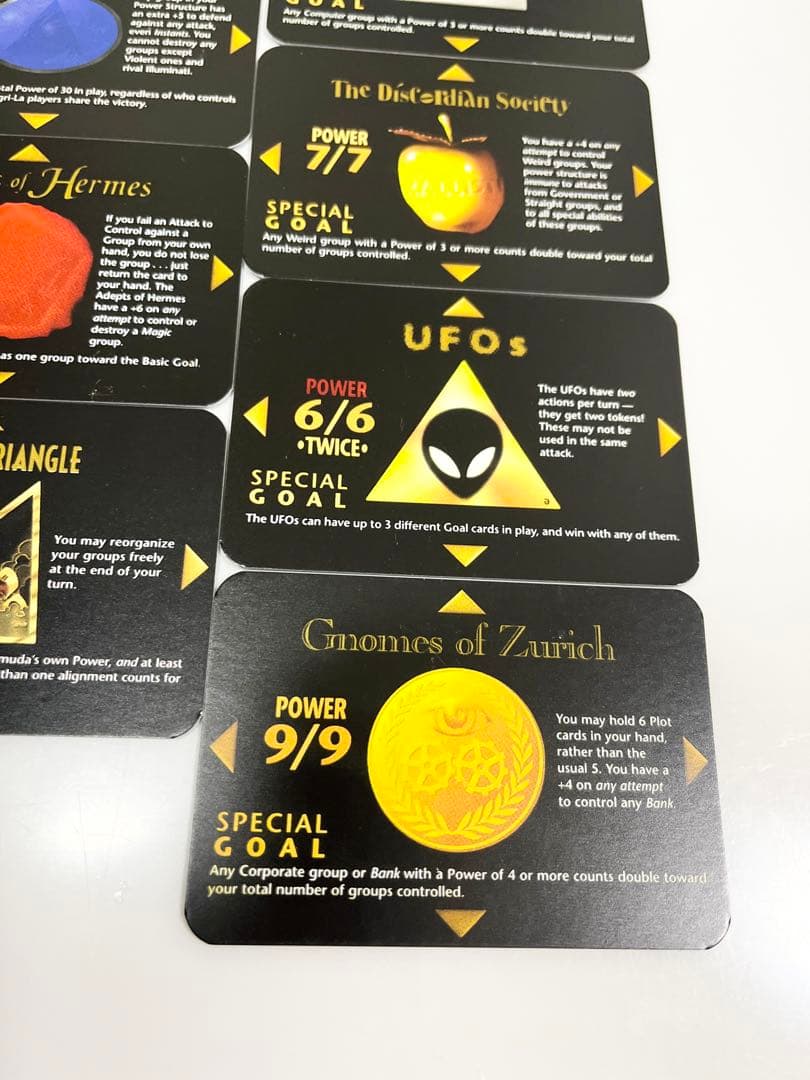 Power Structure has
an extra +5 to defend
against any attack,
even Instants. You
cannot destroy any
groups except
Violent ones and
rival Illuminati.
tal Power of 30 in play, regardless of who controls
gri-La players share the victory.
GOAL
Any Computer group with a Power of 3 or more counts double toward your total
number of groups controlled.
of Hermes
If you fail an Attack to
Control against a
Group from your own
hand, you do not lose
the group . . . just
return the card to
your hand. The
Adepts of Hermes
have a +6 on any
attempt to control or
destroy a Magic
group.
as one group toward the Basic Goal.
The Discordian Society
POWER
7/7
You have a +4 on any
attempt to control
Weird groups. Your
power structure is
immune to attacks
from Government or
Straight groups, and
to all special abilities
of these groups.
SPECIAL
GOAL
Any Weird group with a Power of 3 or more counts double toward your total
number of groups controlled.
RIANGLE
You may reorganize
your groups freely
at the end of your
turn.
muda's own Power, and at least
than one alignment counts for
UFOs
POWER
6/6
•TWICE•
The UFOs have two
actions per turn —
they get two tokens!
These may not be
used in the same
attack.
SPECIAL
GOAL
The UFOs can have up to 3 different Goal cards in play, and win with any of them.
Gnomes of Zurich
POWER
9/9
You may hold 6 Plot
cards in your hand,
rather than the
usual 5. You have a
+4 on any attempt
to control any Bank.
SPECIAL
GOAL
Any Corporate group or Bank with a Power of 4 or more counts double toward
your total number of groups controlled.